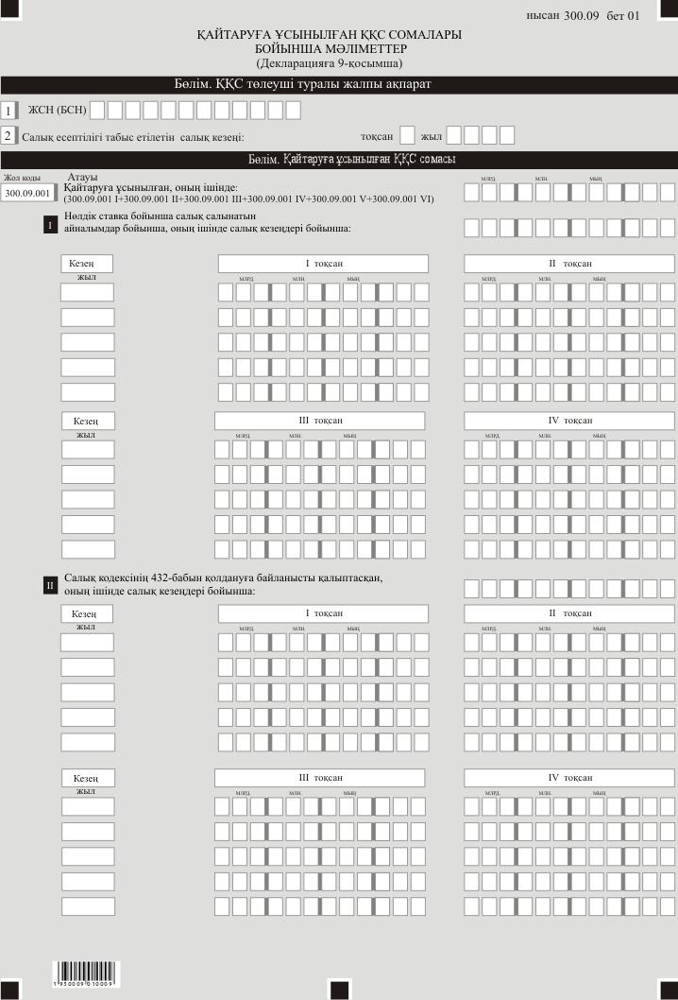 нысан 300.09 бет 01
ҚАЙТАРУҒА ҰСЫНЫЛҒАН ҚҚС СОМАЛАРЫ
БОЙЫНША МӘЛІМЕТТЕР
(Декларацияға 9-қосымша)
Бөлім. ҚҚС төлеуші туралы жалпы ақпарат
1 ЖСН (БСН)
2 Салық есептілігі табыс етілетін салық кезеңі: тоқсан жыл
Бөлім. Қайтаруға ұсынылған ҚҚС сомасы
Жол коды Атауы МЛРД. МЛН. МЫҢ
300.09.001 Қайтаруға ұсынылған, оның ішінде:
(300.09.001 I+300.09.001 II+300.09.001 III+300.09.001 IV+300.09.001 V+300.09.001 VI)
I Нөлдік ставка бойынша салық салынатын
айналымдар бойынша, оның ішінде салық кезеңдері бойынша:
Кезең I тоқсан II тоқсан
ЖЫЛ МЛРД. МЛН. МЫҢ МЛРД. МЛН. МЫҢ
Кезең III тоқсан IV тоқсан
ЖЫЛ МЛРД. МЛН. МЫҢ МЛРД. МЛН. МЫҢ
II Салық кодексінің 432-бабын қолдануға байланысты қалыптасқан,
оның ішінде салық кезеңдері бойынша:
Кезең I тоқсан II тоқсан
ЖЫЛ МЛРД. МЛН. МЫҢ МЛРД. МЛН. МЫҢ
Кезең III тоқсан IV тоқсан
ЖЫЛ МЛРД. МЛН. МЫҢ МЛРД. МЛН. МЫҢ
1930009010009